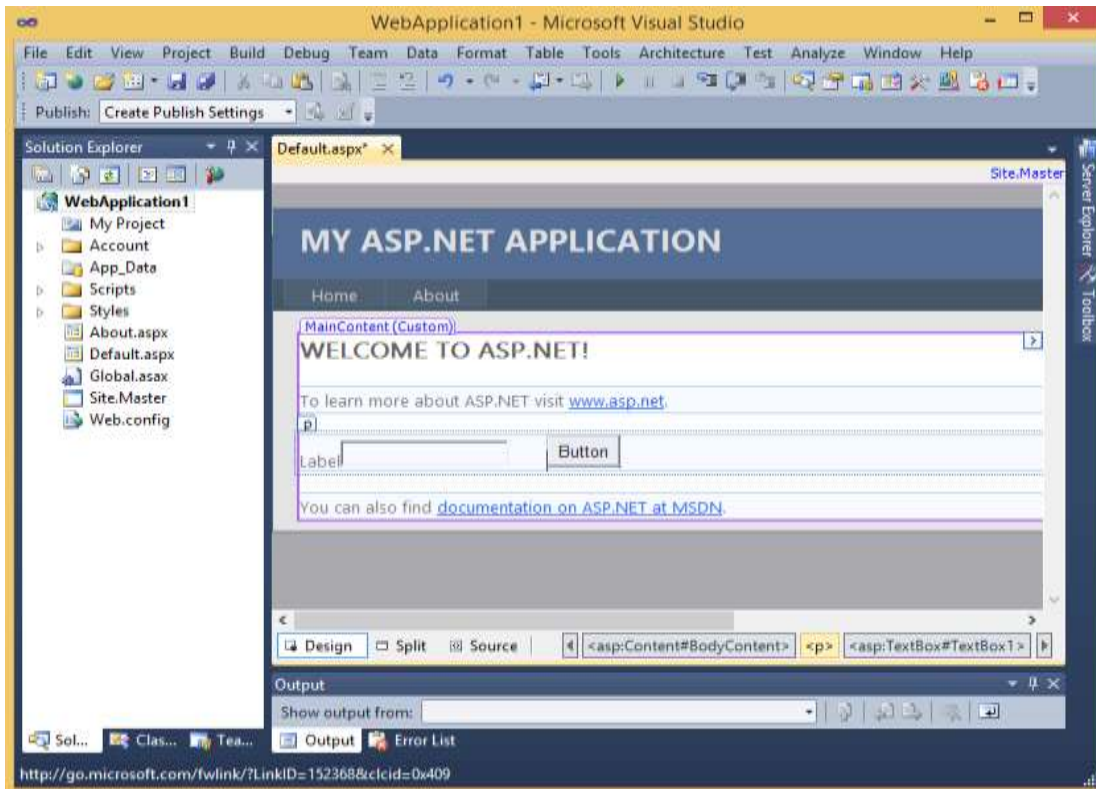 WebApplication1 - Microsoft Visual Studio
File Edit View Project Build Debug Team Data Format Table Tools Architecture Test Analyze Window Help
Publish: Create Publish Settings
Solution Explorer
Default.aspx*
Site.Master
WebApplication1
My Project
Account
App_Data
Scripts
Styles
About.aspx
Default.aspx
Global.asax
Site.Master
Web.config
MY ASP.NET APPLICATION
Home About
MainContent (Custom)
WELCOME TO ASP.NET!
To learn more about ASP.NET visit www.asp.net.
p
Label Button
You can also find documentation on ASP.NET at MSDN.
Design Split Source <asp:Content#BodyContent> <p> <asp:TextBox#TextBox1>
Output
Show output from:
Sol... Clas... Tea... Output Error List
http://go.microsoft.com/fwlink/?LinkID=152368&clcid=0x409
Server Explorer
Toolbox